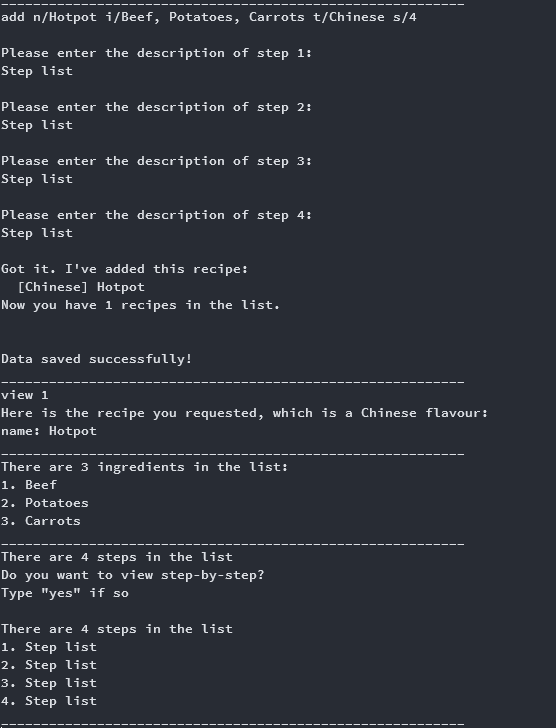 __________________________________________________________
add n/Hotpot i/Beef, Potatoes, Carrots t/Chinese s/4
Please enter the description of step 1:
Step list
Please enter the description of step 2:
Step list
Please enter the description of step 3:
Step list
Please enter the description of step 4:
Step list
Got it. I've added this recipe:
[Chinese] Hotpot
Now you have 1 recipes in the list.
Data saved successfully!
__________________________________________________________
view 1
Here is the recipe you requested, which is a Chinese flavour:
name: Hotpot
__________________________________________________________
There are 3 ingredients in the list:
1. Beef
2. Potatoes
3. Carrots
__________________________________________________________
There are 4 steps in the list
Do you want to view step-by-step?
Type "yes" if so
There are 4 steps in the list
1. Step list
2. Step list
3. Step list
4. Step list
__________________________________________________________